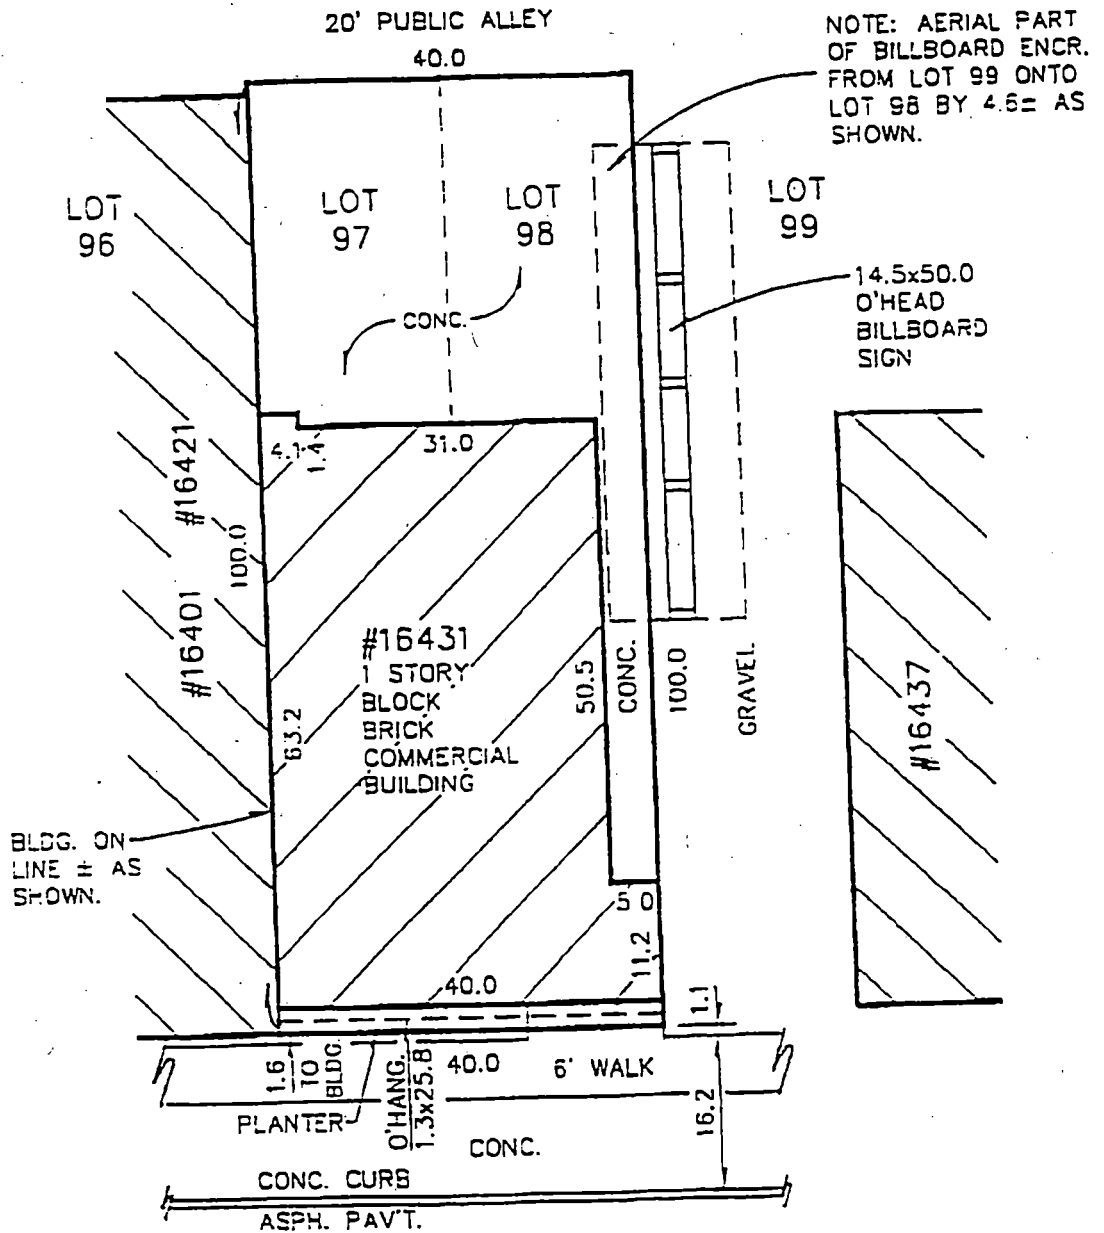 20' PUBLIC ALLEY
40.0
NOTE: AERIAL PART
OF BILLBOARD ENCR.
FROM LOT 99 ONTO
LOT 98 BY 4.6± AS
SHOWN.
LOT
96
LOT
97
LOT
98
LOT
99
CONC.
14.5x50.0
O'HEAD
BILLBOARD
SIGN
4.1
1.4
31.0
#16421
#16401
100.0
#16431
1 STORY
BLOCK
BRICK
COMMERCIAL
BUILDING
63.2
50.5
CONC.
100.0
GRAVEL
#16437
BLDG. ON
LINE ± AS
SHOWN.
5.0
11.2
40.0
1.1
1.6
TO
BLDG.
O'HANG.
1.3x25.8
40.0
6' WALK
16.2
PLANTER
CONC.
CONC. CURB
ASPH. PAV'T.